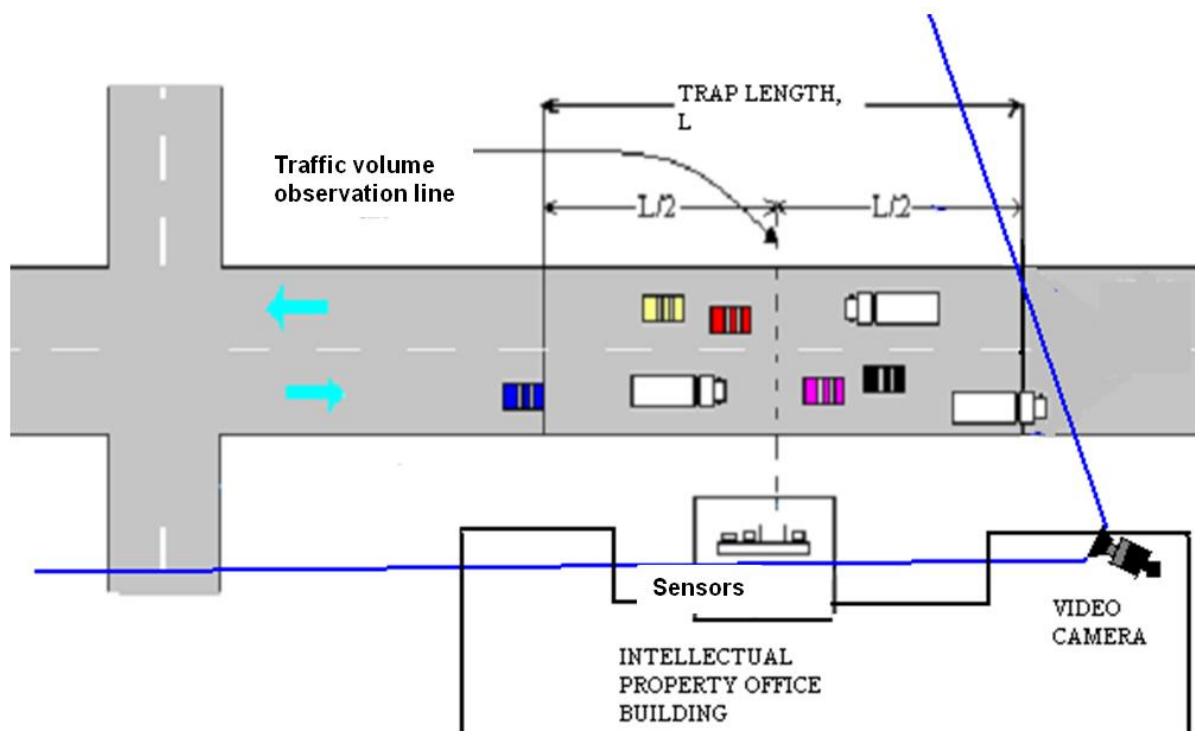 TRAP LENGTH,
L
Traffic volume
observation line
L/2
L/2
Sensors
VIDEO
CAMERA
INTELLECTUAL
PROPERTY OFFICE
BUILDING